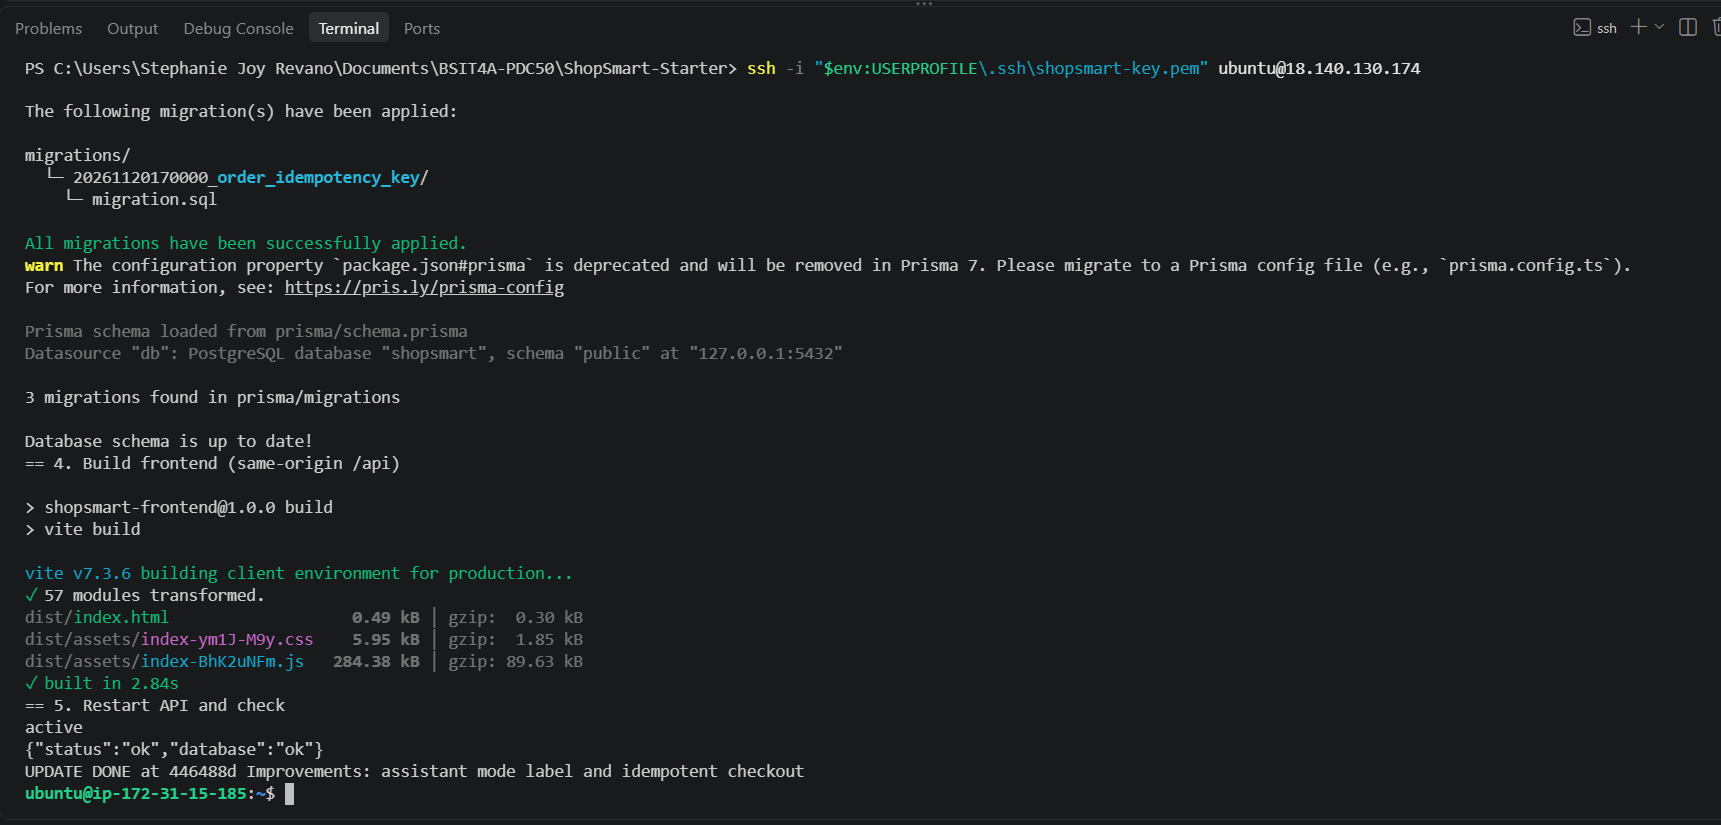 Problems Output Debug Console Terminal Ports ssh
PS C:\Users\Stephanie Joy Revano\Documents\BSIT4A-PDC50\ShopSmart-Starter> ssh -i "$env:USERPROFILE\.ssh\shopsmart-key.pem" ubuntu@18.140.130.174
The following migration(s) have been applied:
migrations/
└─ 20261120170000_order_idempotency_key/
└─ migration.sql
All migrations have been successfully applied.
warn The configuration property `package.json#prisma` is deprecated and will be removed in Prisma 7. Please migrate to a Prisma config file (e.g., `prisma.config.ts`).
For more information, see: https://pris.ly/prisma-config
Prisma schema loaded from prisma/schema.prisma
Datasource "db": PostgreSQL database "shopsmart", schema "public" at "127.0.0.1:5432"
3 migrations found in prisma/migrations
Database schema is up to date!
== 4. Build frontend (same-origin /api)
> shopsmart-frontend@1.0.0 build
> vite build
vite v7.3.6 building client environment for production...
✓ 57 modules transformed.
dist/index.html 0.49 kB │ gzip: 0.30 kB
dist/assets/index-ym1J-M9y.css 5.95 kB │ gzip: 1.85 kB
dist/assets/index-BhK2uNFm.js 284.38 kB │ gzip: 89.63 kB
✓ built in 2.84s
== 5. Restart API and check
active
{"status":"ok","database":"ok"}
UPDATE DONE at 446488d Improvements: assistant mode label and idempotent checkout
ubuntu@ip-172-31-15-185:~$